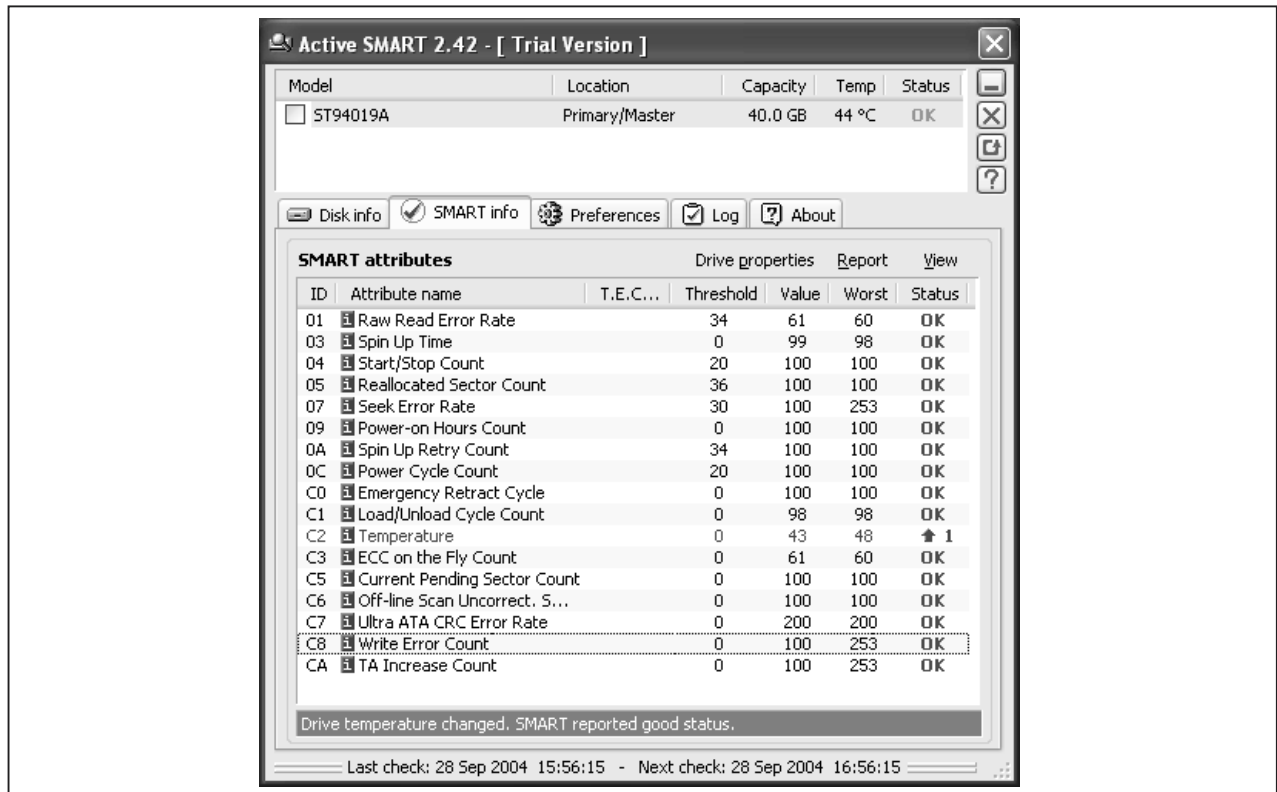 Active SMART 2.42 - [ Trial Version ]
Model Location Capacity Temp Status
ST94019A Primary/Master 40.0 GB 44 °C OK
Disk info SMART info Preferences Log About
SMART attributes Drive properties Report View
ID Attribute name T.E.C... Threshold Value Worst Status
01 Raw Read Error Rate 34 61 60 OK
03 Spin Up Time 0 99 98 OK
04 Start/Stop Count 20 100 100 OK
05 Reallocated Sector Count 36 100 100 OK
07 Seek Error Rate 30 100 253 OK
09 Power-on Hours Count 0 100 100 OK
0A Spin Up Retry Count 34 100 100 OK
0C Power Cycle Count 20 100 100 OK
C0 Emergency Retract Cycle 0 100 100 OK
C1 Load/Unload Cycle Count 0 98 98 OK
C2 Temperature 0 43 48 1
C3 ECC on the Fly Count 0 61 60 OK
C5 Current Pending Sector Count 0 100 100 OK
C6 Off-line Scan Uncorrect. S... 0 100 100 OK
C7 Ultra ATA CRC Error Rate 0 200 200 OK
C8 Write Error Count 0 100 253 OK
CA TA Increase Count 0 100 253 OK
Drive temperature changed. SMART reported good status.
Last check: 28 Sep 2004 15:56:15 - Next check: 28 Sep 2004 16:56:15